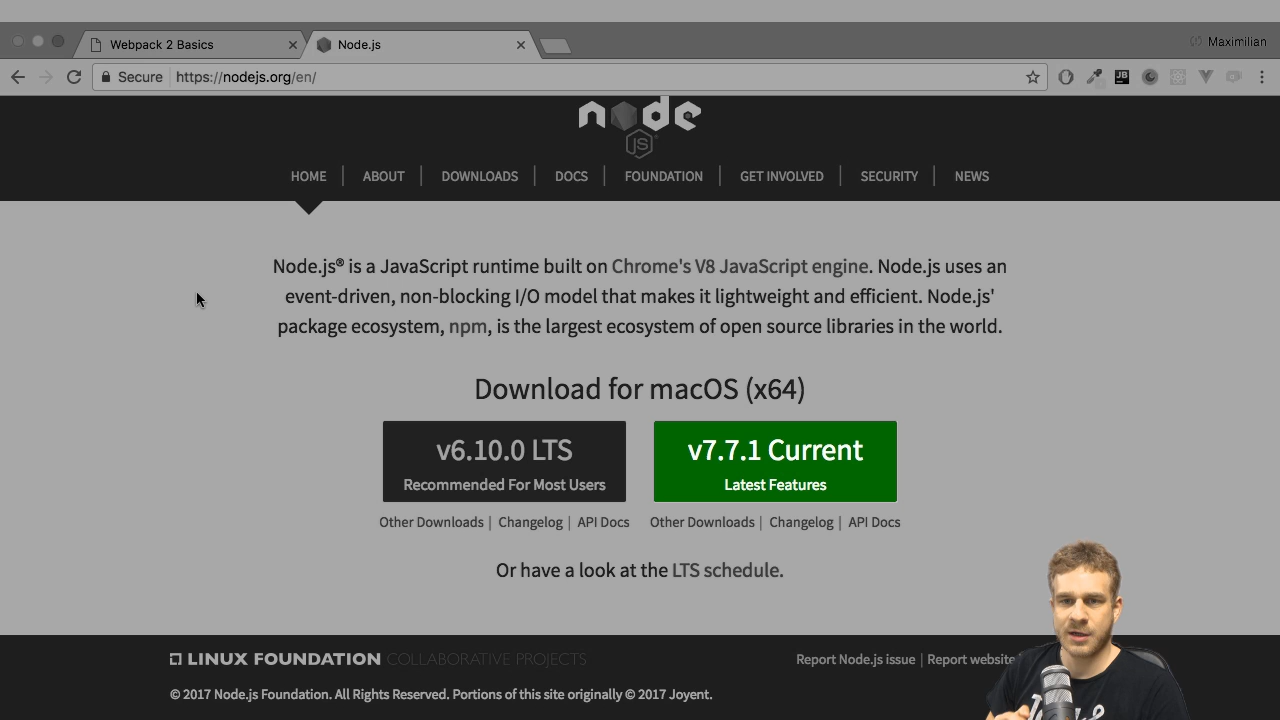 Webpack 2 Basics
Node.js
Maximilian
Secure
https://nodejs.org/en/
JB
node
JS
HOME
ABOUT
DOWNLOADS
DOCS
FOUNDATION
GET INVOLVED
SECURITY
NEWS
Node.js® is a JavaScript runtime built on Chrome's V8 JavaScript engine. Node.js uses an
event-driven, non-blocking I/O model that makes it lightweight and efficient. Node.js'
package ecosystem, npm, is the largest ecosystem of open source libraries in the world.
Download for macOS (x64)
v6.10.0 LTS
Recommended For Most Users
v7.7.1 Current
Latest Features
Other Downloads | Changelog | API Docs
Other Downloads | Changelog | API Docs
Or have a look at the LTS schedule.
LINUX FOUNDATION COLLABORATIVE PROJECTS
Report Node.js issue | Report website
© 2017 Node.js Foundation. All Rights Reserved. Portions of this site originally © 2017 Joyent.